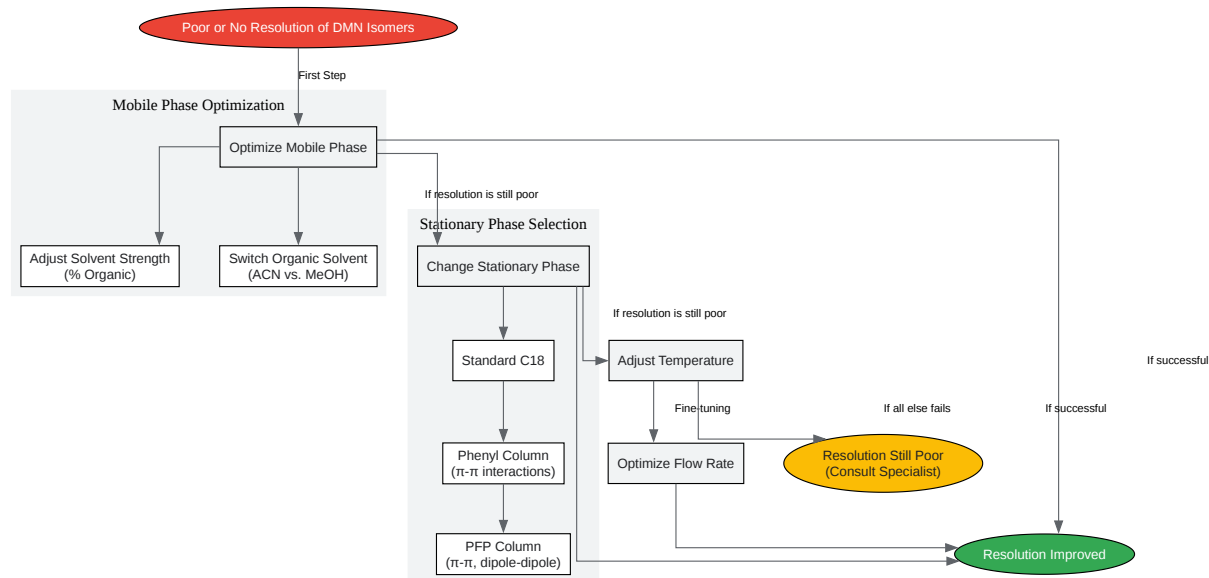 Poor or No Resolution of DMN Isomers
First Step
Mobile Phase Optimization
Optimize Mobile Phase
If resolution is still poor
Adjust Solvent Strength
(% Organic)
Switch Organic Solvent
(ACN vs. MeOH)
Stationary Phase Selection
Change Stationary Phase
If resolution is still poor
Standard C18
Adjust Temperature
If successful
Fine-tuning
If all else fails
If successful
Phenyl Column
(π-π interactions)
Optimize Flow Rate
Resolution Still Poor
(Consult Specialist)
PFP Column
(π-π, dipole-dipole)
Resolution Improved